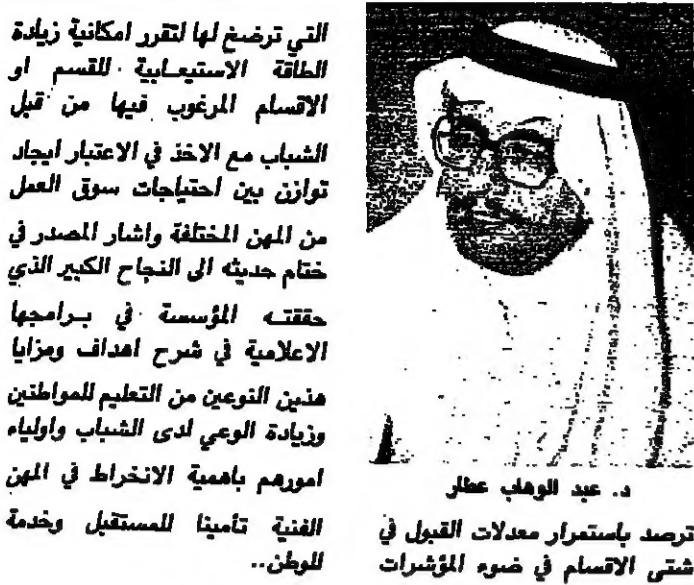 د. عبد الوهاب عطار
ترصد باستمرار معدلات القبول في
شتى الاقسام في ضوء المؤشرات
التي ترضخ لها لتقرر امكانية زيادة
الطاقة الاستيعـابية للقسم او
الاقسام المرغوب فيها من قبل
الشباب مع الاخذ في الاعتبار ايجاد
توازن بين احتياجات سوق العمل
من المهن المختلفة واشار المصدر في
ختام حديثه الى النجاح الكبير الذي
حققتـه المؤسسة في بـرامجها
الاعلامية في شرح اهداف ومزايا
هذين النوعين من التعليم للمواطنين
وزيادة الوعي لدى الشباب واولياء
امورهم باهمية الانخراط في المهن
الفنية تأمينا للمستقبل وخدمة
للوطن..